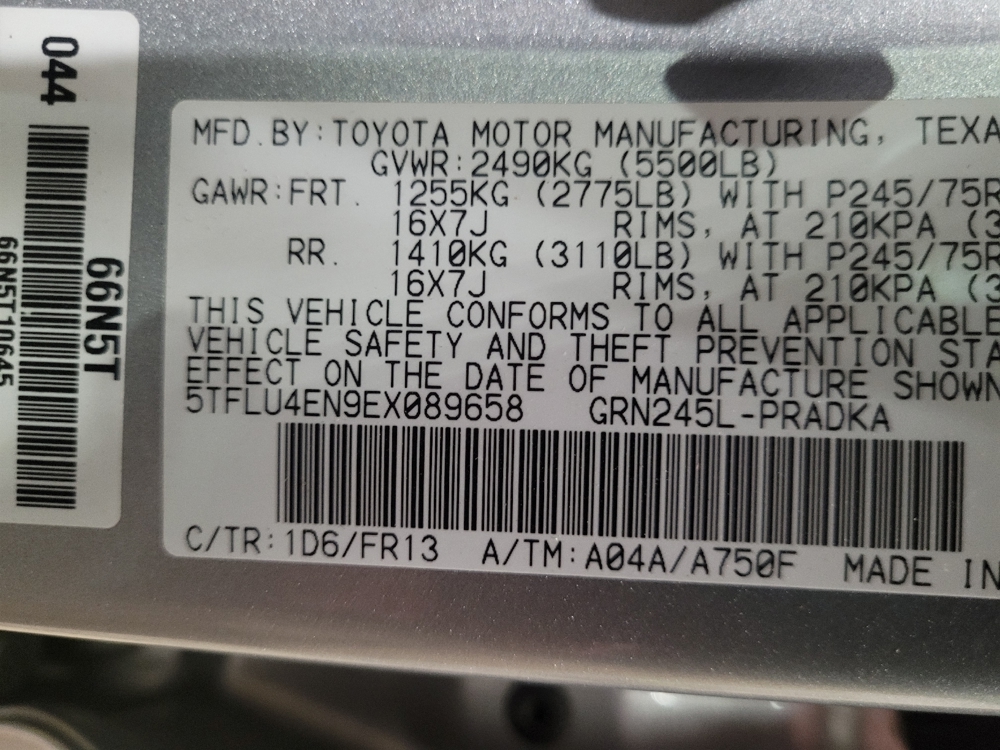 044
66N5T
66N5T10645
MFD.BY:TOYOTA MOTOR MANUFACTURING, TEXA
GVWR:2490KG (5500LB)
GAWR:FRT. 1255KG (2775LB) WITH P245/75R
16X7J RIMS, AT 210KPA (3
RR. 1410KG (3110LB) WITH P245/75R
16X7J RIMS, AT 210KPA (3
THIS VEHICLE CONFORMS TO ALL APPLICABLE
VEHICLE SAFETY AND THEFT PREVENTION STA
EFFECT ON THE DATE OF MANUFACTURE SHOWN
5TFLU4EN9EX089658 GRN245L-PRADKA
C/TR:1D6/FR13 A/TM:A04A/A750F MADE IN